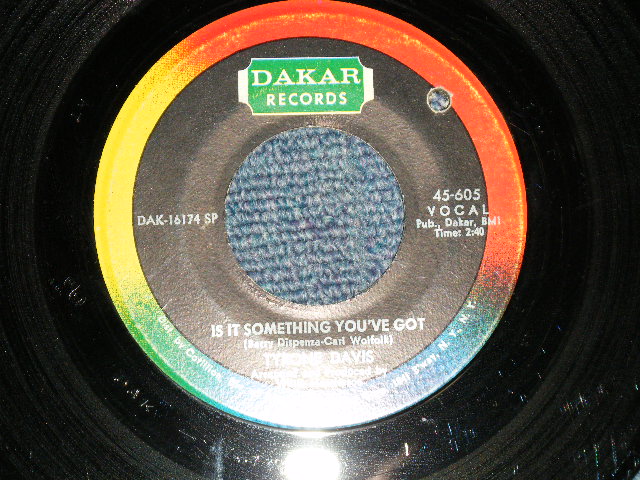 DAKAR
RECORDS
45-605
VOCAL
Pub., Dakar, BMI
Time: 2:40
DAK-16174 SP
IS IT SOMETHING YOU'VE GOT
(Barry Dispenza-Carl Wolfolk)
TYRONE DAVIS